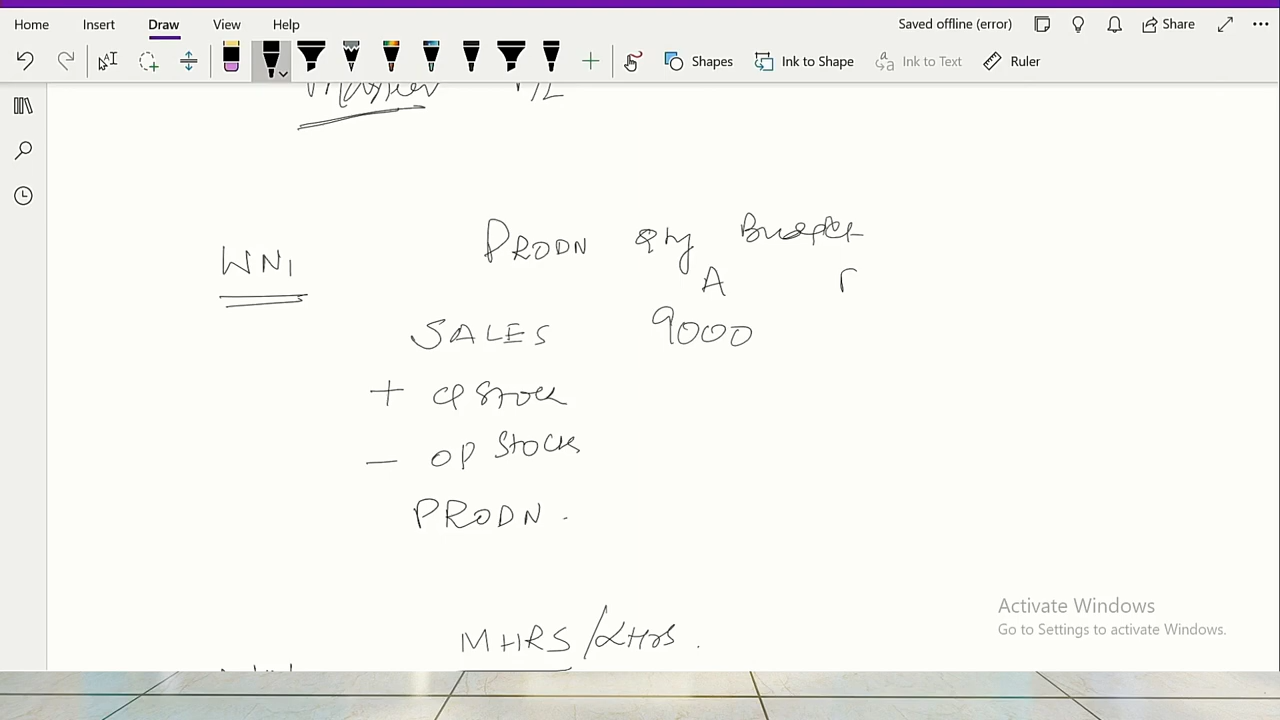 Home Insert Draw View Help Saved offline (error) Share
Shapes Ink to Shape Ink to Text Ruler
PRODN qty Budget
WN1
A
SALES 9000
+ cl stock
- OP Stock
PRODN.
MHRS/LHrs.
Activate Windows
Go to Settings to activate Windows.